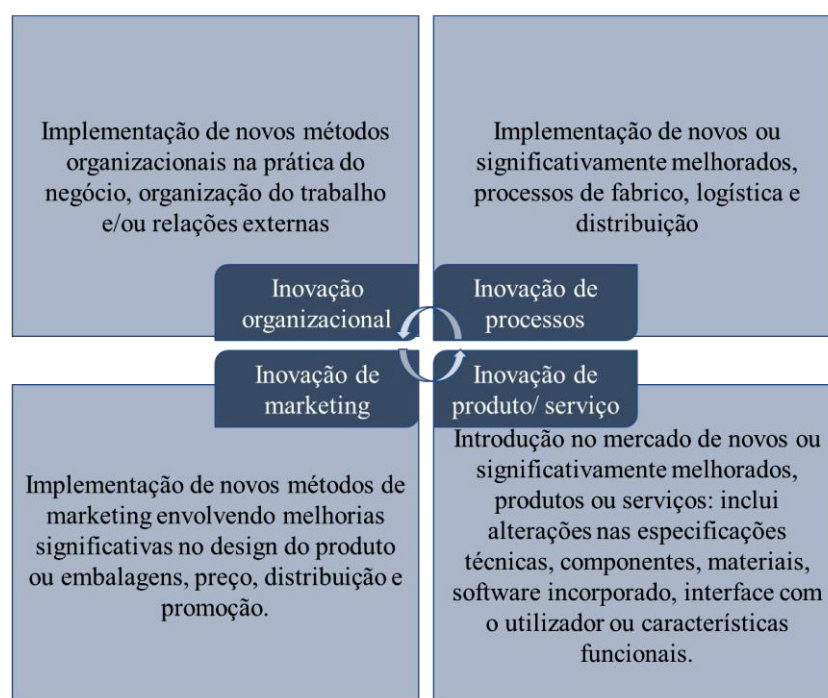 Implementação de novos métodos
organizacionais na prática do
negócio, organização do trabalho
e/ou relações externas
Implementação de novos ou
significativamente melhorados,
processos de fabrico, logística e
distribuição
Inovação
organizacional
Inovação de
processos
Inovação de
marketing
Inovação de
produto/ serviço
Implementação de novos métodos de
marketing envolvendo melhorias
significativas no design do produto
ou embalagens, preço, distribuição e
promoção.
Introdução no mercado de novos ou
significativamente melhorados,
produtos ou serviços: inclui
alterações nas especificações
técnicas, componentes, materiais,
software incorporado, interface com
o utilizador ou características
funcionais.